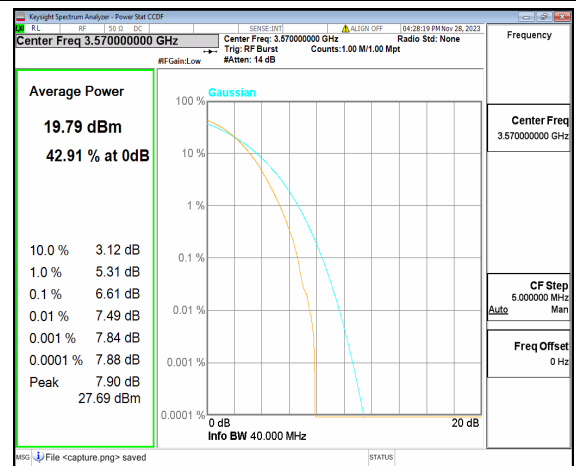 Keysight Spectrum Analyzer - Power Stat CCDF
RL RF 50 Ω DC SENSE:INT ALIGN OFF 04:28:19 PM Nov 28, 2023
Center Freq 3.570000000 GHz
Center Freq: 3.570000000 GHz Radio Std: None
Trig: RF Burst Counts:1.00 M/1.00 Mpt
#IFGain:Low #Atten: 14 dB
Frequency
Average Power
19.79 dBm
42.91 % at 0dB
10.0 % 3.12 dB
1.0 % 5.31 dB
0.1 % 6.61 dB
0.01 % 7.49 dB
0.001 % 7.84 dB
0.0001 % 7.88 dB
Peak 7.90 dB
27.69 dBm
Gaussian
100 %
10 %
1 %
0.1 %
0.01 %
0.001 %
0.0001 %
0 dB 20 dB
Info BW 40.000 MHz
Center Freq
3.570000000 GHz
CF Step
5.000000 MHz
Auto Man
Freq Offset
0 Hz
MSG File <capture.png> saved STATUS